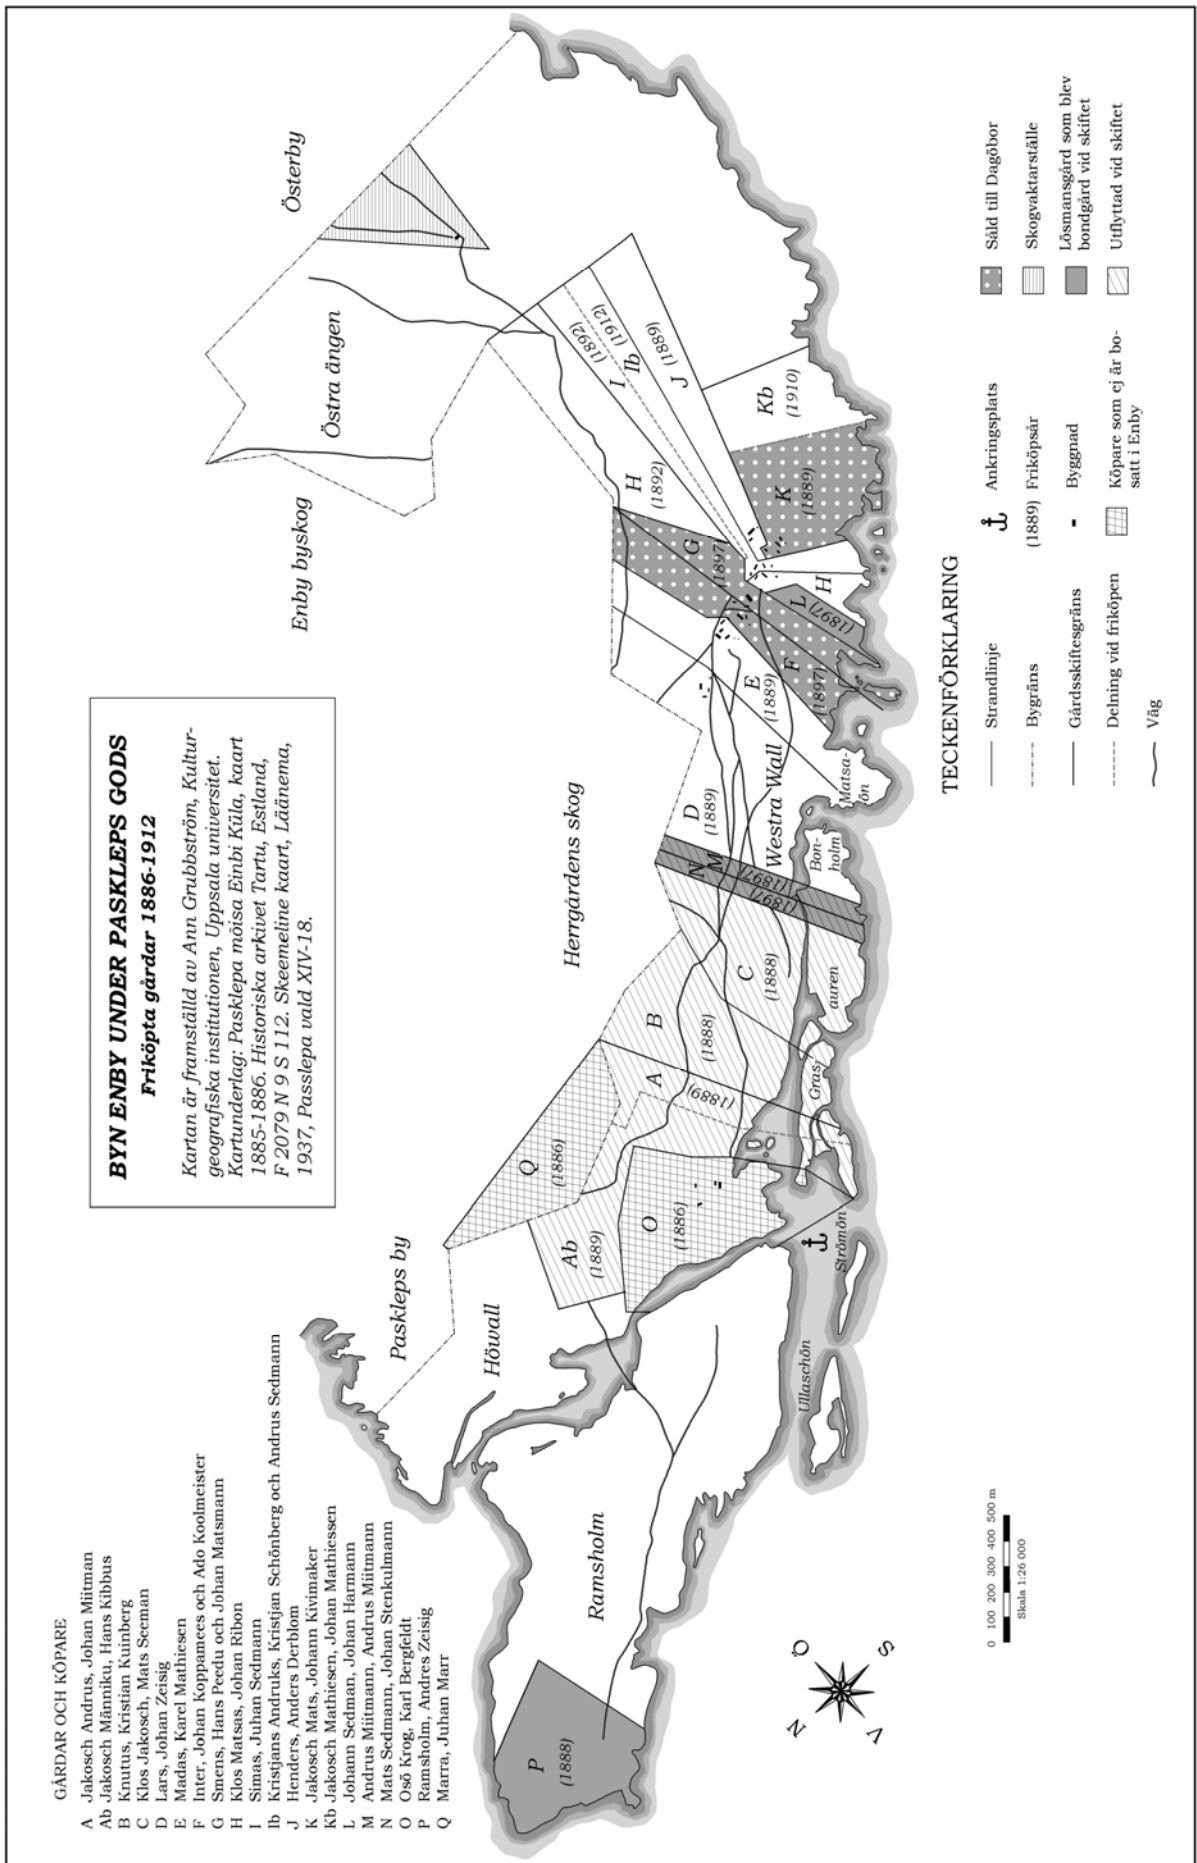 BYN ENBY UNDER PASKLEPS GODS
Friköpta gårdar 1886-1912
Kartan är framställd av Ann Grubbström, Kultur-
geografiska institutionen, Uppsala universitet.
Kartunderlag: Pasklepa mõisa Einbi Küla, kaart
1885-1886. Historiska arkivet Tartu, Estland,
F 2079 N 9 S 112. Skeemeline kaart, Läänema,
1937, Passlepa vald XIV-18.
GÅRDAR OCH KÖPARE
A Jakosch Andrus, Johan Miitman
Ab Jakosch Männiku, Hans Kibbus
B Knutus, Kristian Kuinberg
C Klos Jakosch, Mats Seeman
D Lars, Johan Zeisig
E Madas, Karel Mathiesen
F Inter, Johan Koppamees och Ado Koolmeister
G Smens, Hans Peedu och Johan Matsmann
H Klos Matsas, Johan Ribon
I Simas, Juhan Sedmann
Ib Kristjans Andruks, Kristjan Schönberg och Andrus Sedmann
J Henders, Anders Derblom
K Jakosch Mats, Johann Kivimaker
Kb Jakosch Mathiesen, Johan Mathiessen
L Johann Sedman, Johan Harmann
M Andrus Miitmann, Andrus Miitmann
N Mats Sedmann, Johan Stenkulmann
O Osö Krog, Karl Bergfeldt
P Ramsholm, Andres Zeisig
Q Marra, Juhan Marr
Paskleps by
Höwall
Ramsholm
P
(1888)
Q
(1886)
Ab
(1889)
O
(1886)
A
(1889)
B
(1888)
C
(1888)
N
(1897)
M
(1897)
D
(1889)
Westra Wall
E
(1889)
F
(1897)
G
(1897)
H
(1892)
L
(1897)
H
I
(1892)
Ib
(1912)
J
(1889)
K
(1889)
Kb
(1910)
Herrgårdens skog
Enby byskog
Östra ängen
Österby
Ullaschön
Strömön
Gras-
auren
Bon-
holm
Matsa-
ön
N
Q
S
V
0 100 200 300 400 500 m
Skala 1:26 000
TECKENFÖRKLARING
Strandlinje
Bygräns
Gårdsskiftesgräns
Delning vid friköpen
Väg
Ankringsplats
(1889) Friköpsår
Byggnad
Köpare som ej är bo-
satt i Enby
Såld till Dagöbor
Skogvaktarställe
Lösmansgård som blev
bondgård vid skiftet
Utflyttad vid skiftet